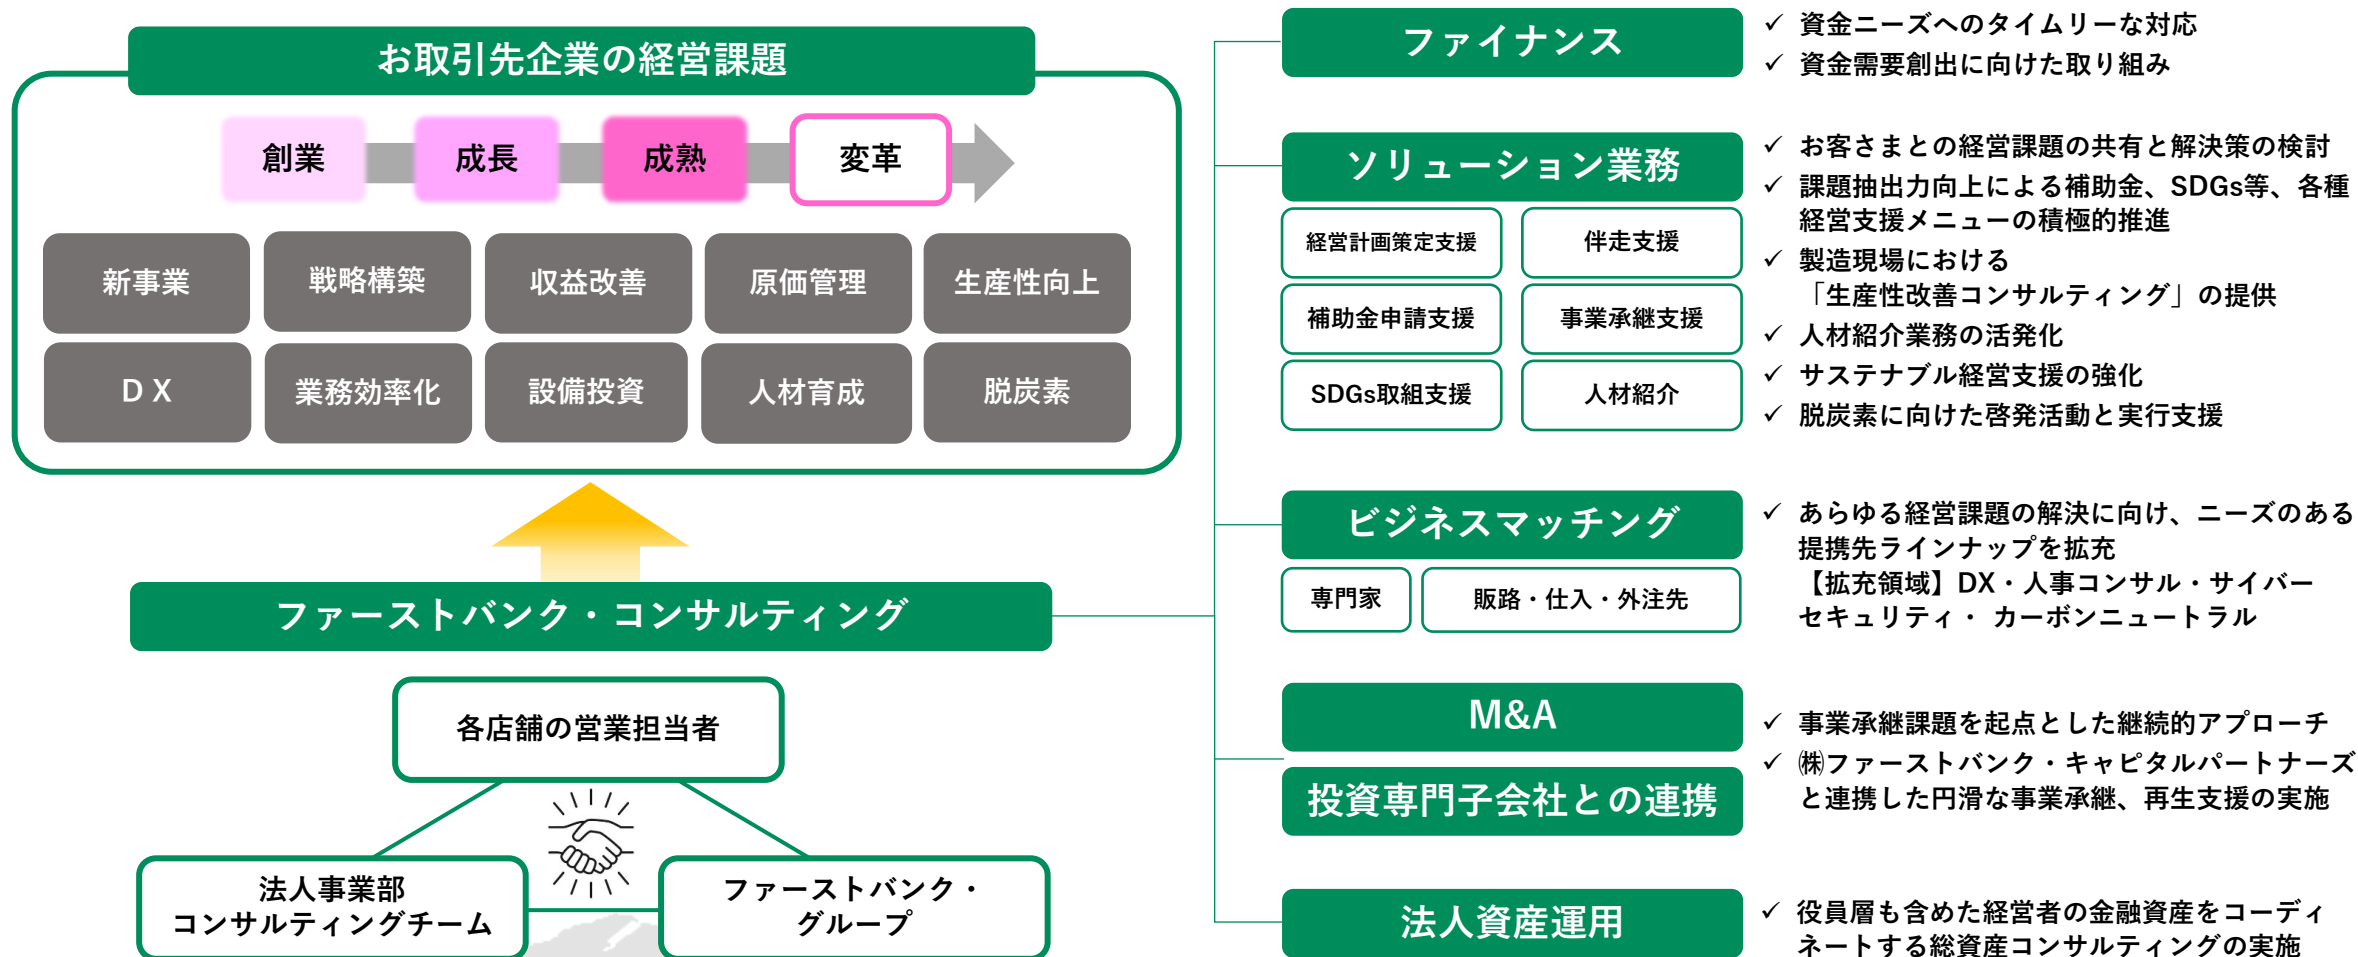 お取引先企業の経営課題
創業
成長
成熟
変革
新事業
戦略構築
収益改善
原価管理
生産性向上
ＤＸ
業務効率化
設備投資
人材育成
脱炭素
ファーストバンク・コンサルティング
各店舗の営業担当者
法人事業部
コンサルティングチーム
ファーストバンク・
グループ
ファイナンス
✓ 資金ニーズへのタイムリーな対応
✓ 資金需要創出に向けた取り組み
ソリューション業務
経営計画策定支援
伴走支援
補助金申請支援
事業承継支援
SDGs取組支援
人材紹介
✓ お客さまとの経営課題の共有と解決策の検討
✓ 課題抽出力向上による補助金、SDGs等、各種
経営支援メニューの積極的推進
✓ 製造現場における
「生産性改善コンサルティング」の提供
✓ 人材紹介業務の活発化
✓ サステナブル経営支援の強化
✓ 脱炭素に向けた啓発活動と実行支援
ビジネスマッチング
専門家
販路・仕入・外注先
✓ あらゆる経営課題の解決に向け、ニーズのある
提携先ラインナップを拡充
【拡充領域】DX・人事コンサル・サイバー
セキュリティ・ カーボンニュートラル
M&A
投資専門子会社との連携
✓ 事業承継課題を起点とした継続的アプローチ
✓ ㈱ファーストバンク・キャピタルパートナーズ
と連携した円滑な事業承継、再生支援の実施
法人資産運用
✓ 役員層も含めた経営者の金融資産をコーディ
ネートする総資産コンサルティングの実施